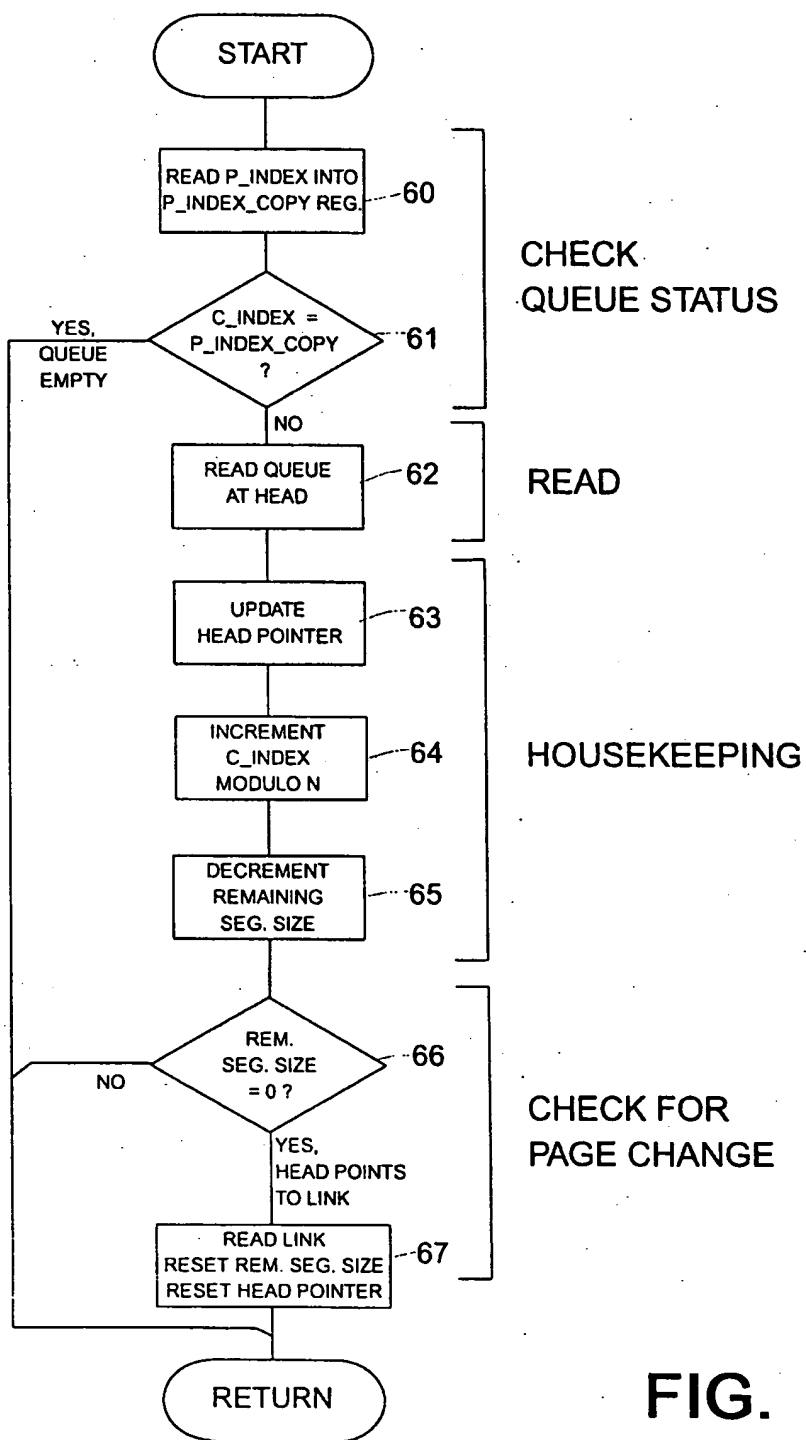 START
READ P_INDEX INTO
P_INDEX_COPY REG.
60
CHECK
QUEUE STATUS
C_INDEX =
P_INDEX_COPY
?
61
YES,
QUEUE
EMPTY
NO
READ QUEUE
AT HEAD
62
READ
UPDATE
HEAD POINTER
63
INCREMENT
C_INDEX
MODULO N
64
HOUSEKEEPING
DECREMENT
REMAINING
SEG. SIZE
65
REM.
SEG. SIZE
= 0 ?
66
NO
YES,
HEAD POINTS
TO LINK
CHECK FOR
PAGE CHANGE
READ LINK
RESET REM. SEG. SIZE
RESET HEAD POINTER
67
RETURN
FIG.